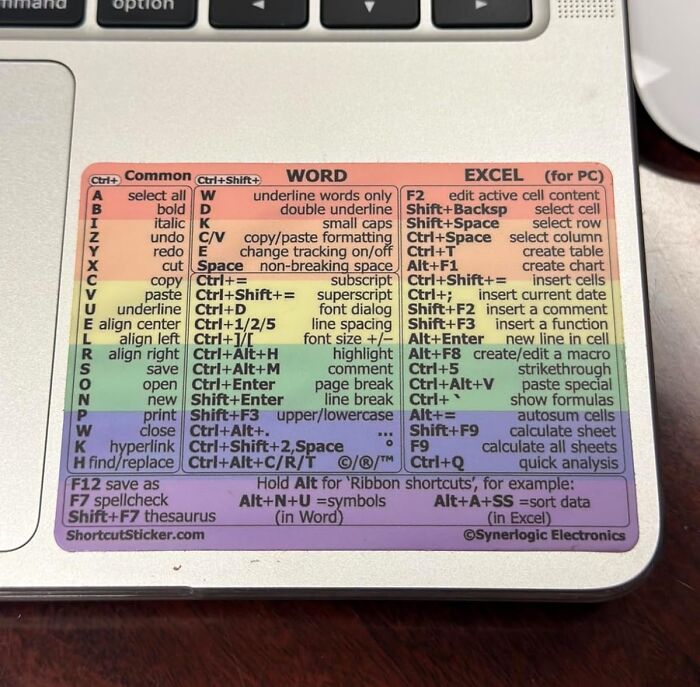 command
option
◄
▼
►
Ctrl+ Common
A select all
B bold
I italic
Z undo
Y redo
X cut
C copy
V paste
U underline
E align center
L align left
R align right
S save
O open
N new
P print
W close
K hyperlink
H find/replace
Ctrl+Shift+ WORD
W underline words only
D double underline
K small caps
C/V copy/paste formatting
E change tracking on/off
Space non-breaking space
Ctrl+= subscript
Ctrl+Shift+= superscript
Ctrl+D font dialog
Ctrl+1/2/5 line spacing
Ctrl+]/[ font size +/–
Ctrl+Alt+H highlight
Ctrl+Alt+M comment
Ctrl+Enter page break
Shift+Enter line break
Shift+F3 upper/lowercase
Ctrl+Alt+. ...
Ctrl+Shift+2,Space °
Ctrl+Alt+C/R/T ©/®/™
EXCEL (for PC)
F2 edit active cell content
Shift+Backsp select cell
Shift+Space select row
Ctrl+Space select column
Ctrl+T create table
Alt+F1 create chart
Ctrl+Shift+= insert cells
Ctrl+; insert current date
Shift+F2 insert a comment
Shift+F3 insert a function
Alt+Enter new line in cell
Alt+F8 create/edit a macro
Ctrl+5 strikethrough
Ctrl+Alt+V paste special
Ctrl+` show formulas
Alt+= autosum cells
Shift+F9 calculate sheet
F9 calculate all sheets
Ctrl+Q quick analysis
F12 save as
F7 spellcheck
Shift+F7 thesaurus
Hold Alt for 'Ribbon shortcuts', for example:
Alt+N+U =symbols
(in Word)
Alt+A+SS =sort data
(in Excel)
ShortcutSticker.com
©Synerlogic Electronics